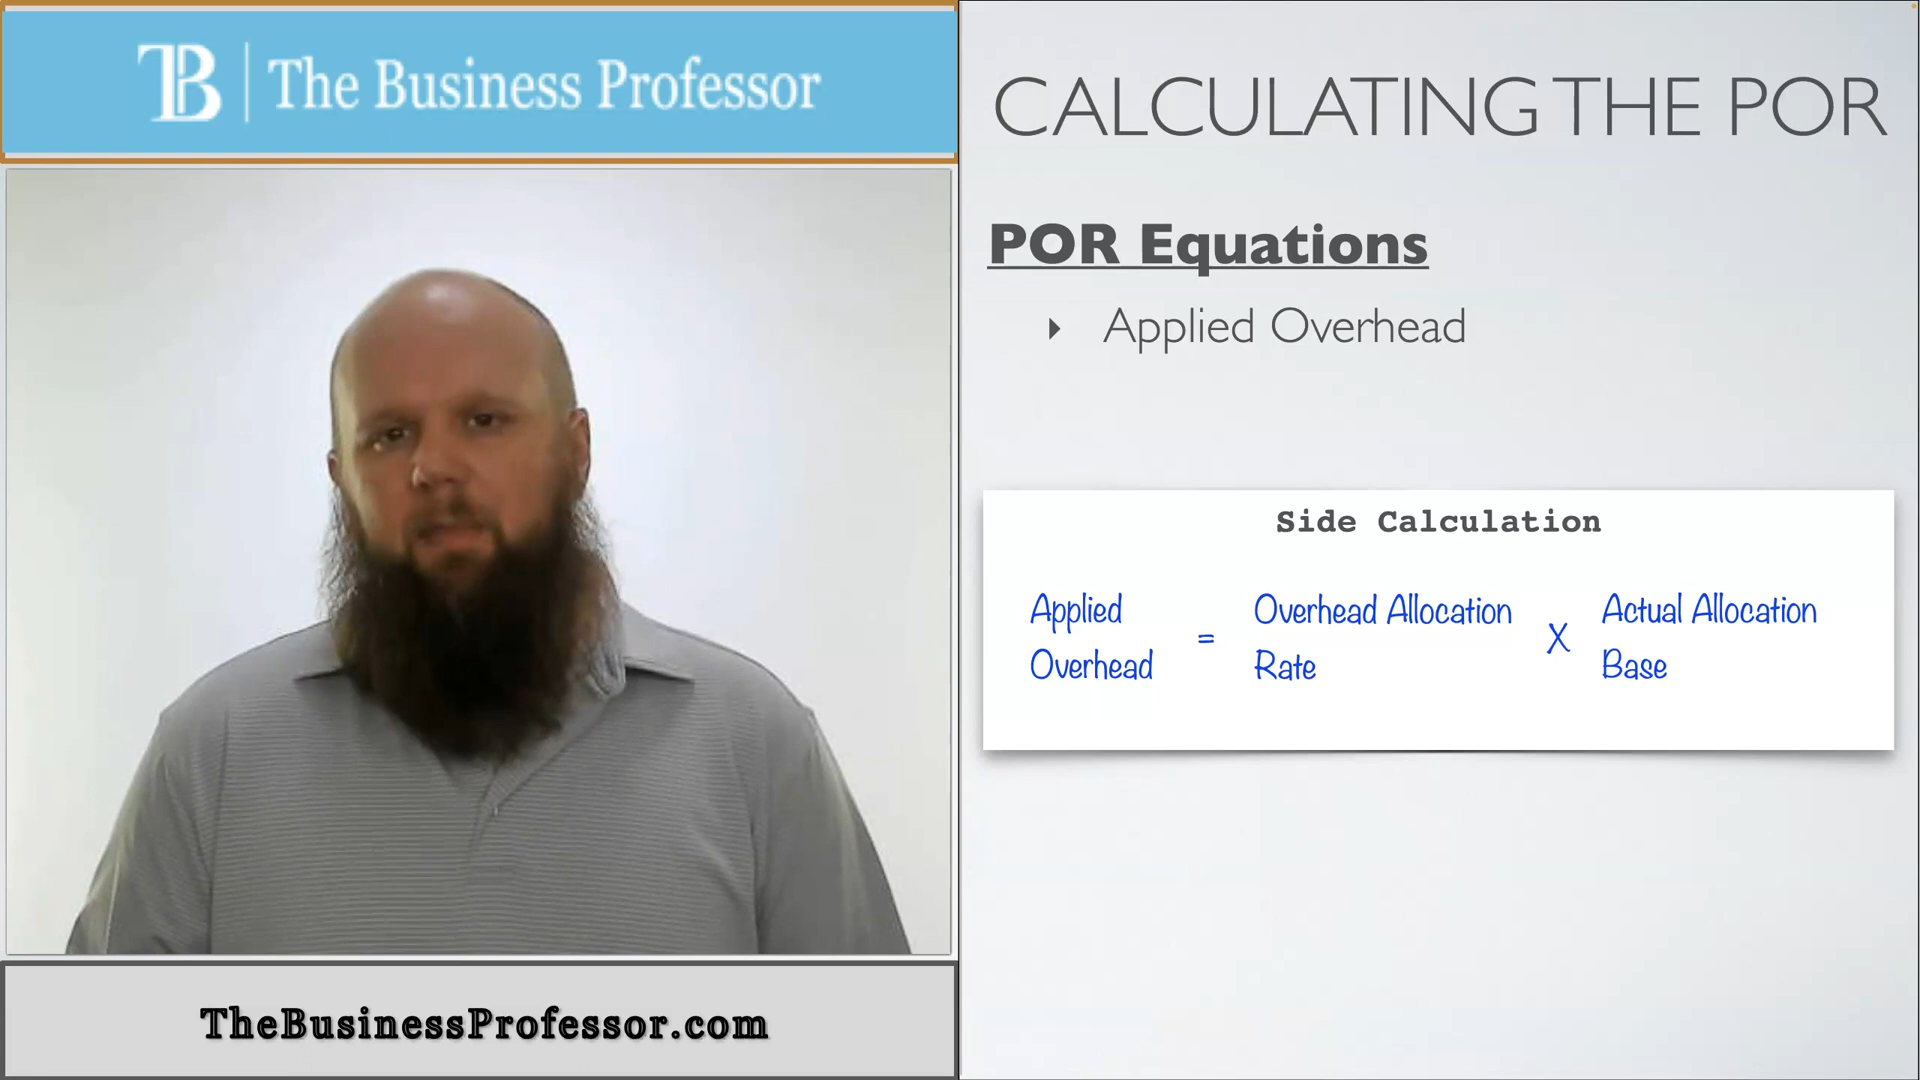 TB | The Business Professor
CALCULATING THE POR
POR Equations
Applied Overhead
Side Calculation
Applied Overhead = Overhead Allocation Rate X Actual Allocation Base
TheBusinessProfessor.com